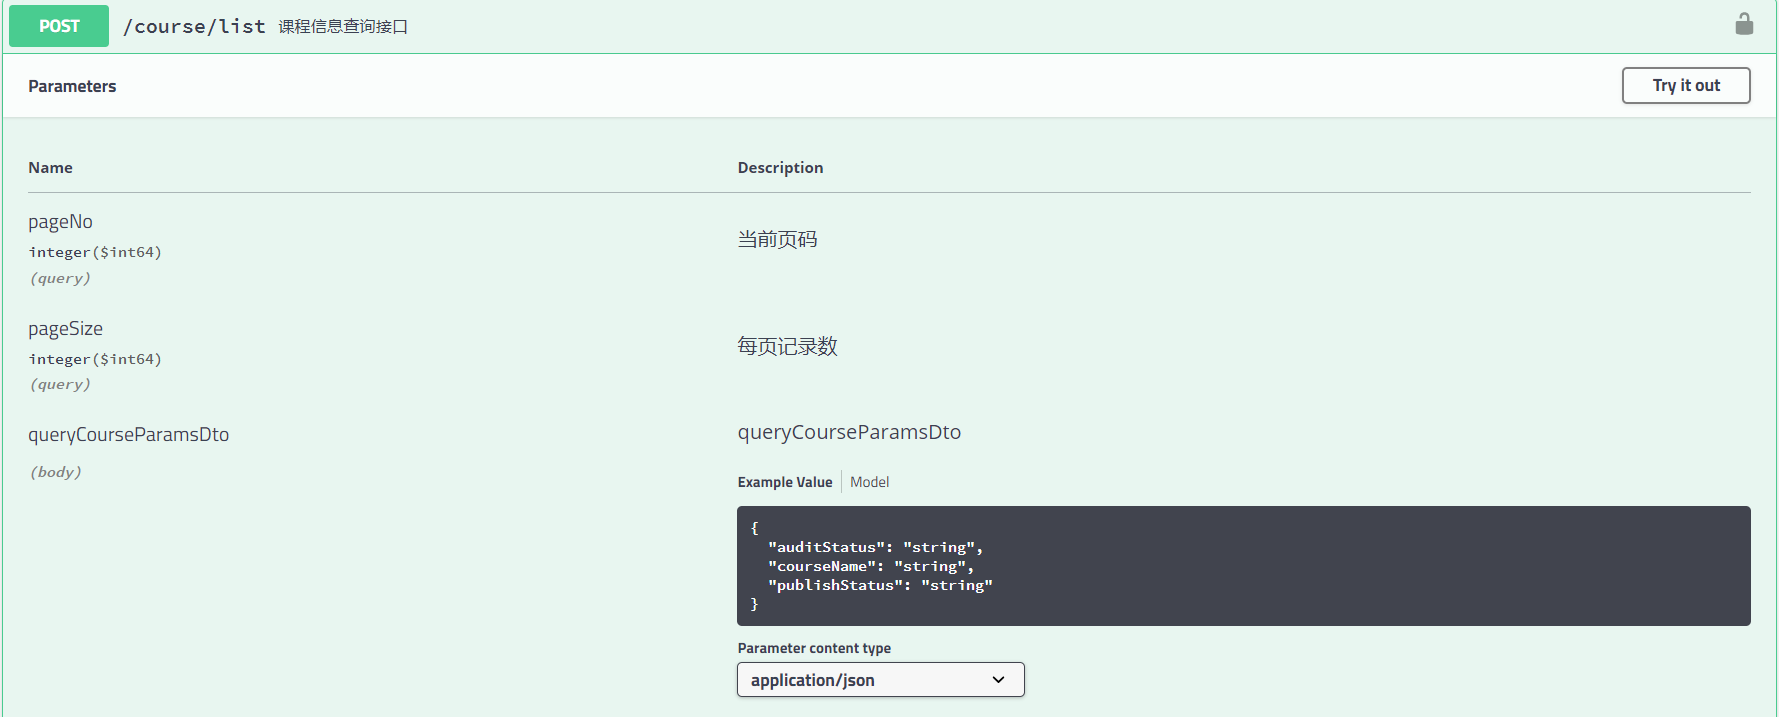 POST /course/list 课程信息查询接口
Parameters Try it out
Name Description
pageNo
integer($int64)
(query)
当前页码
pageSize
integer($int64)
(query)
每页记录数
queryCourseParamsDto
(body)
queryCourseParamsDto
Example Value Model
{
"auditStatus": "string",
"courseName": "string",
"publishStatus": "string"
}
Parameter content type
application/json